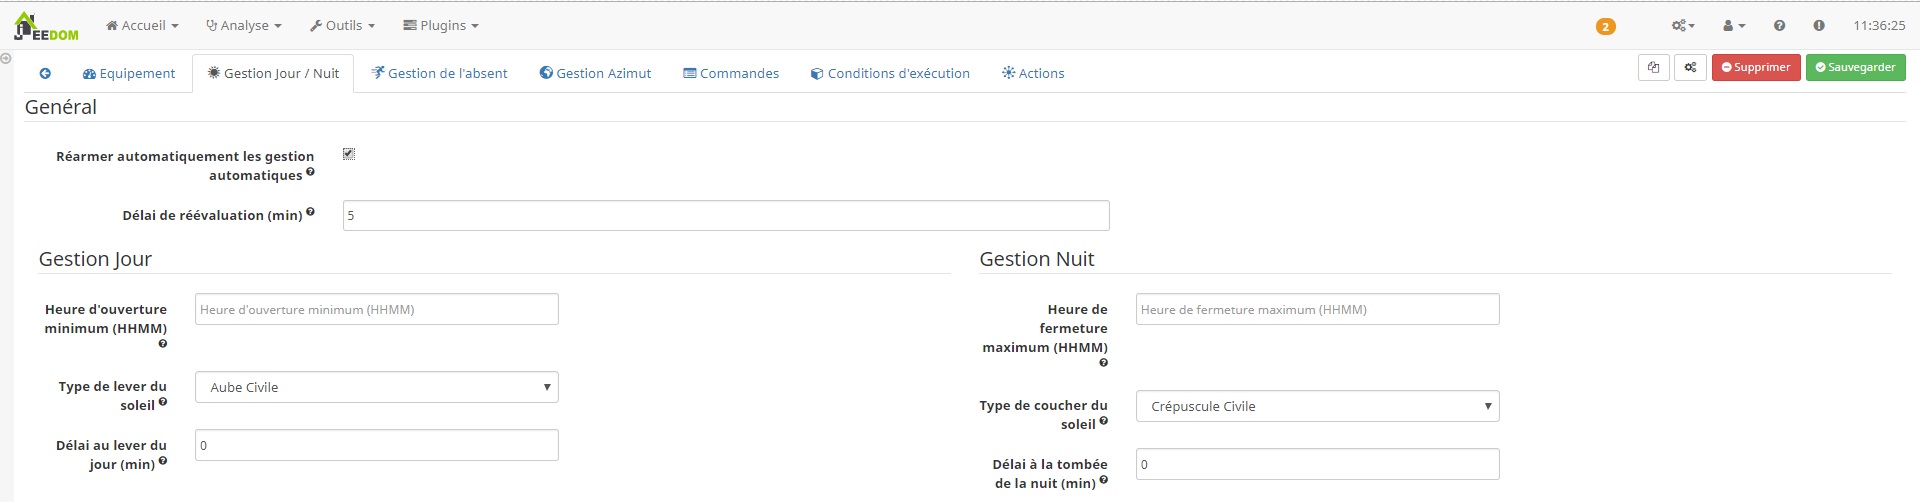 JEEDOM Accueil Analyse Outils Plugins 2 11:36:25
Equipement Gestion Jour / Nuit Gestion de l'absent Gestion Azimut Commandes Conditions d'exécution Actions Supprimer Sauvegarder
Genéral
Réarmer automatiquement les gestion
automatiques ?
Délai de réévaluation (min) ? 5
Gestion Jour
Heure d'ouverture
minimum (HHMM)
?
Heure d'ouverture minimum (HHMM)
Type de lever du
soleil ?
Aube Civile
Délai au lever du
jour (min) ?
0
Gestion Nuit
Heure de
fermeture
maximum (HHMM)
?
Heure de fermeture maximum (HHMM)
Type de coucher du
soleil ?
Crépuscule Civile
Délai à la tombée
de la nuit (min) ?
0